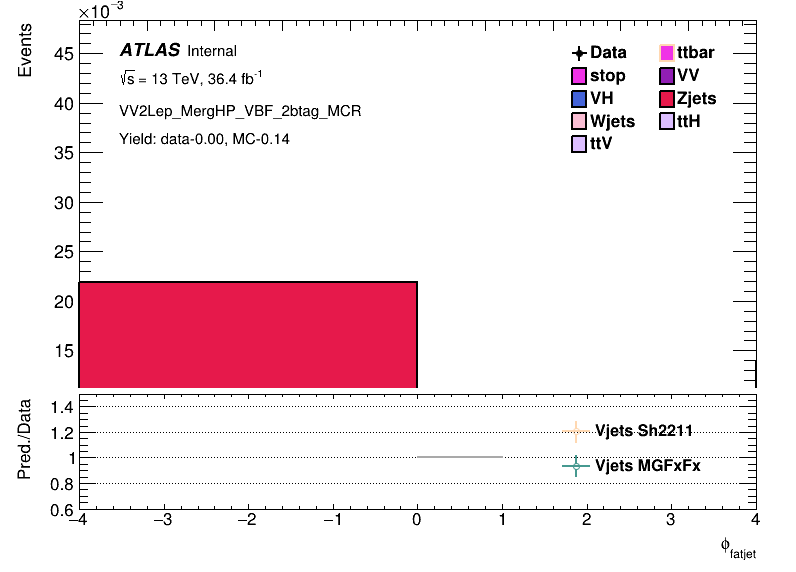 ×10⁻³
Events
ATLAS Internal
√s = 13 TeV, 36.4 fb⁻¹
VV2Lep_MergHP_VBF_2btag_MCR
Yield: data-0.00, MC-0.14
Data
ttbar
stop
VV
VH
Zjets
Wjets
ttH
ttV
45
40
35
30
25
20
15
Pred./Data
1.4
1.2
1
0.8
0.6
Vjets Sh2211
Vjets MGFxFx
−4 −3 −2 −1 0 1 2 3 4
ϕfatjet